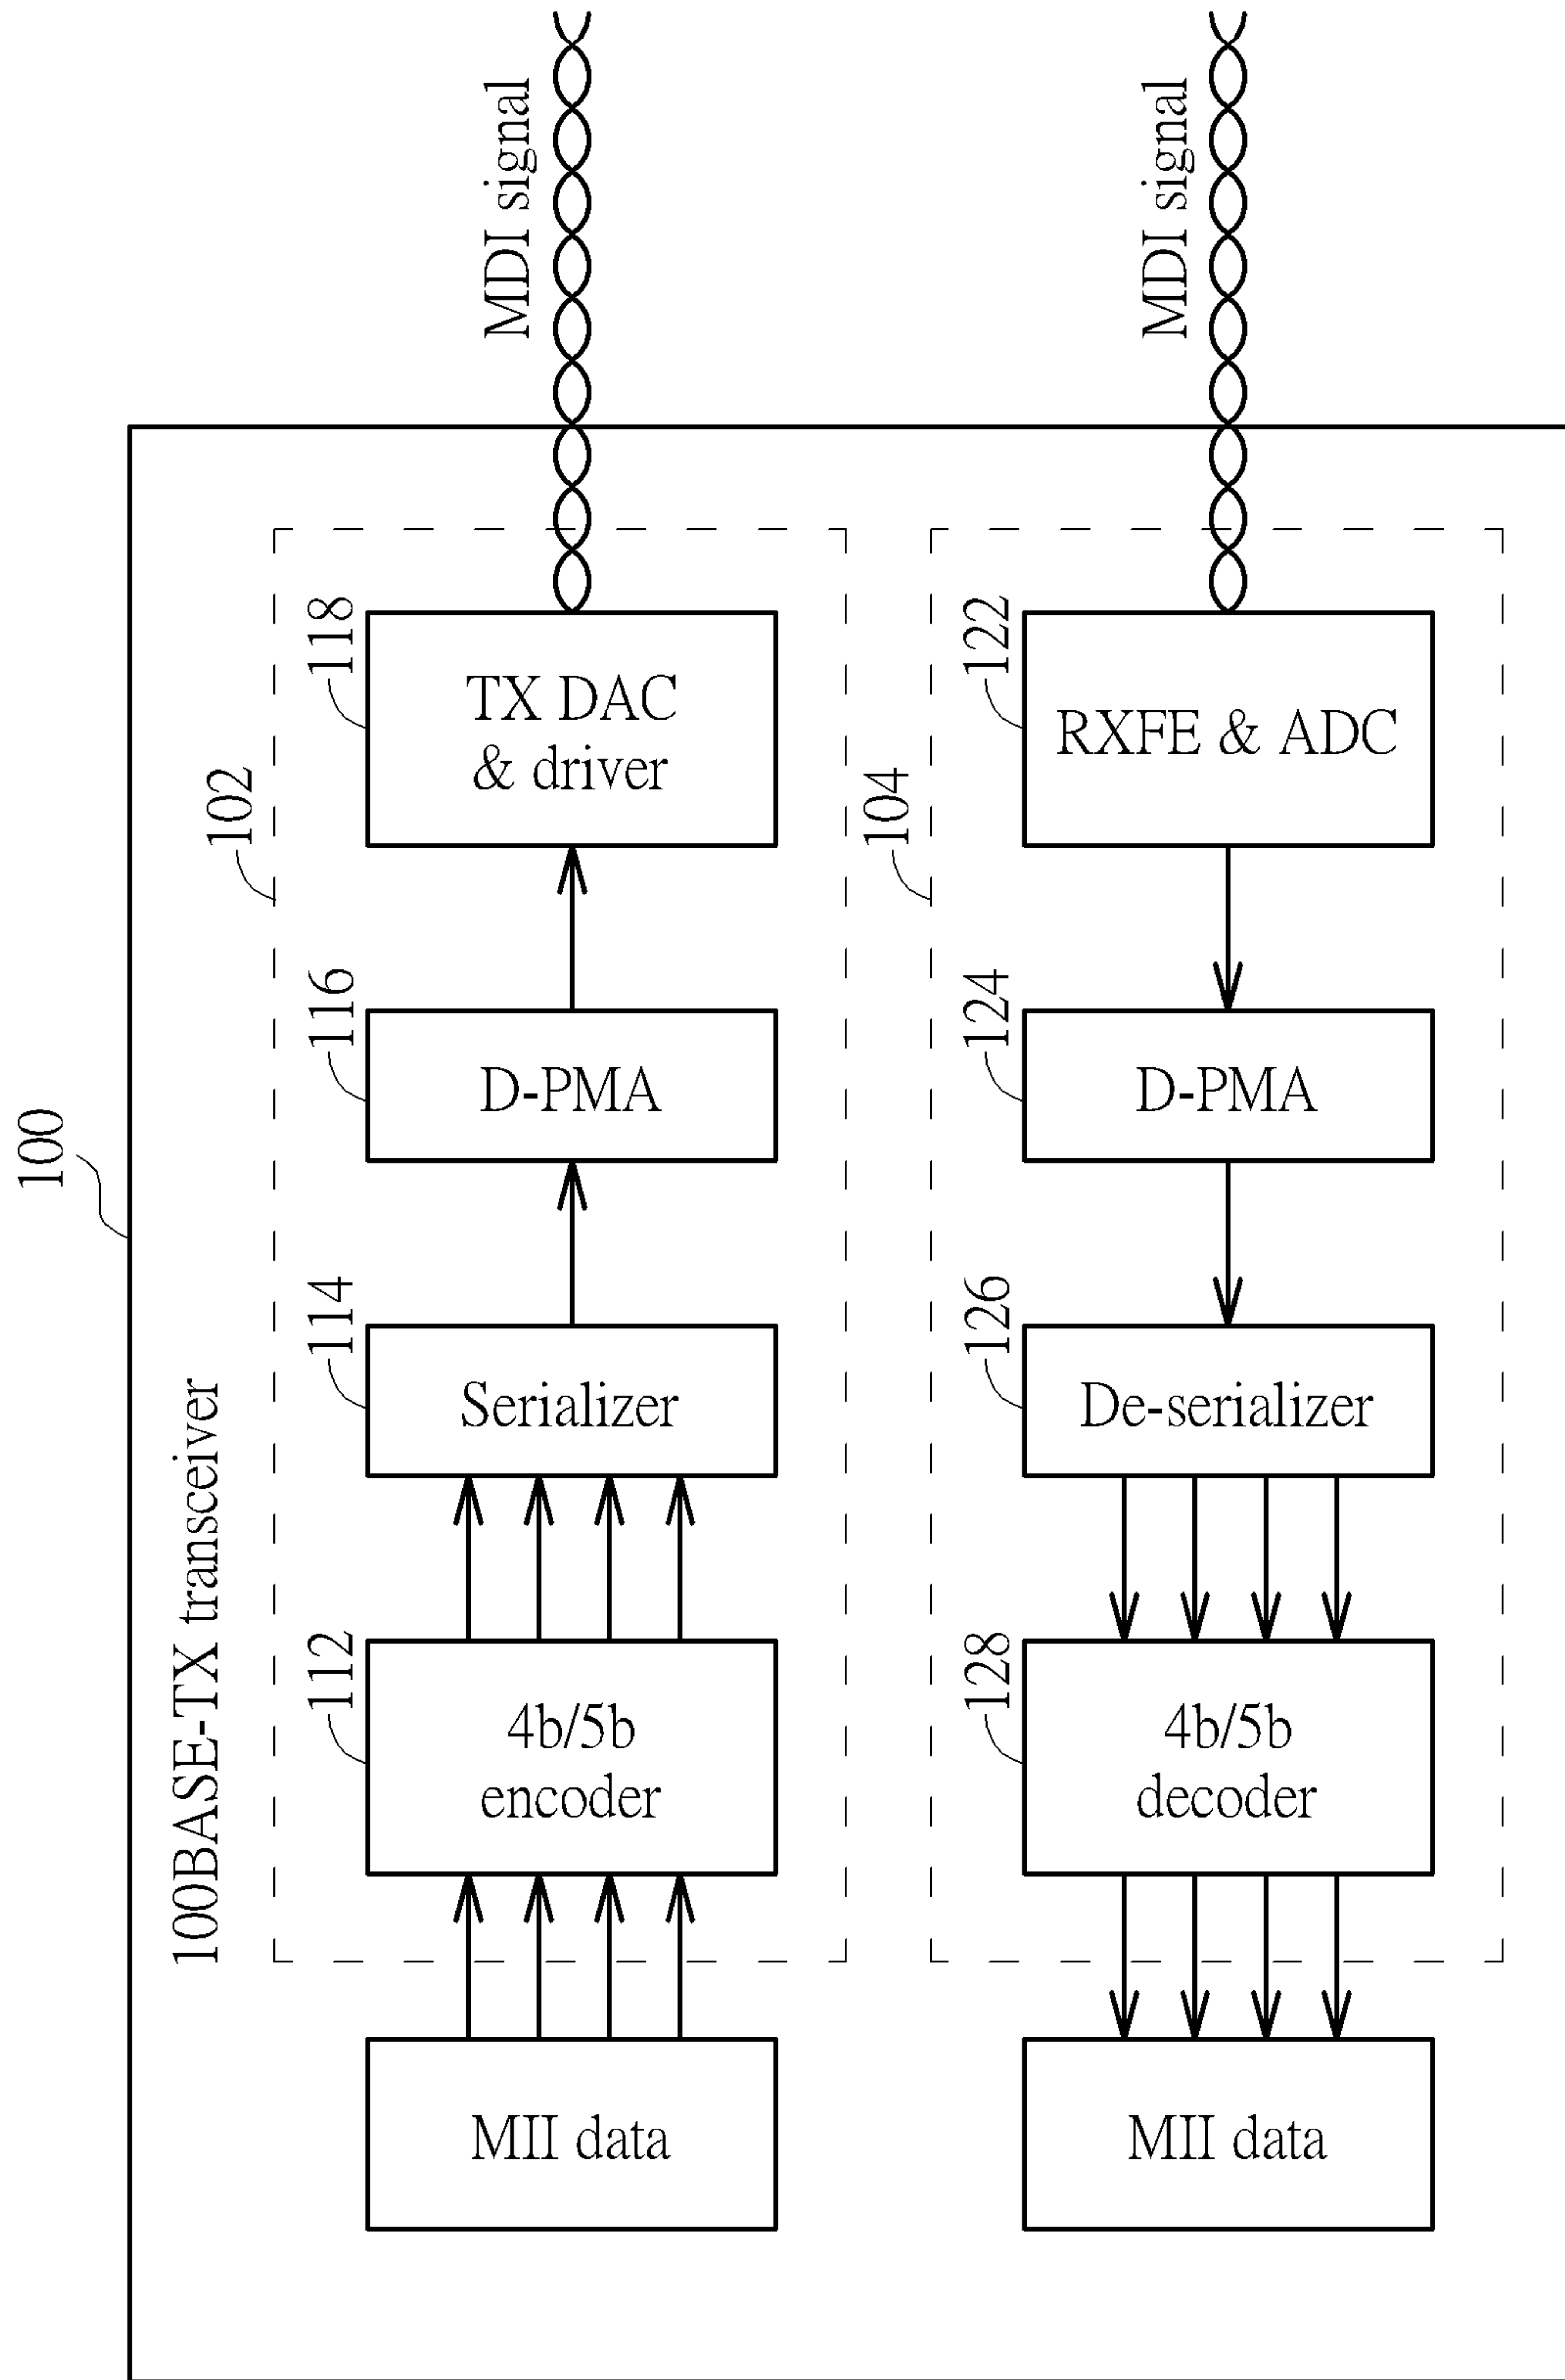 100
100BASE-TX transceiver
102
MII data
112
4b/5b
encoder
114
Serializer
116
D-PMA
118
TX DAC
& driver
MDI signal
104
MII data
128
4b/5b
decoder
126
De-serializer
124
D-PMA
122
RXFE & ADC
MDI signal